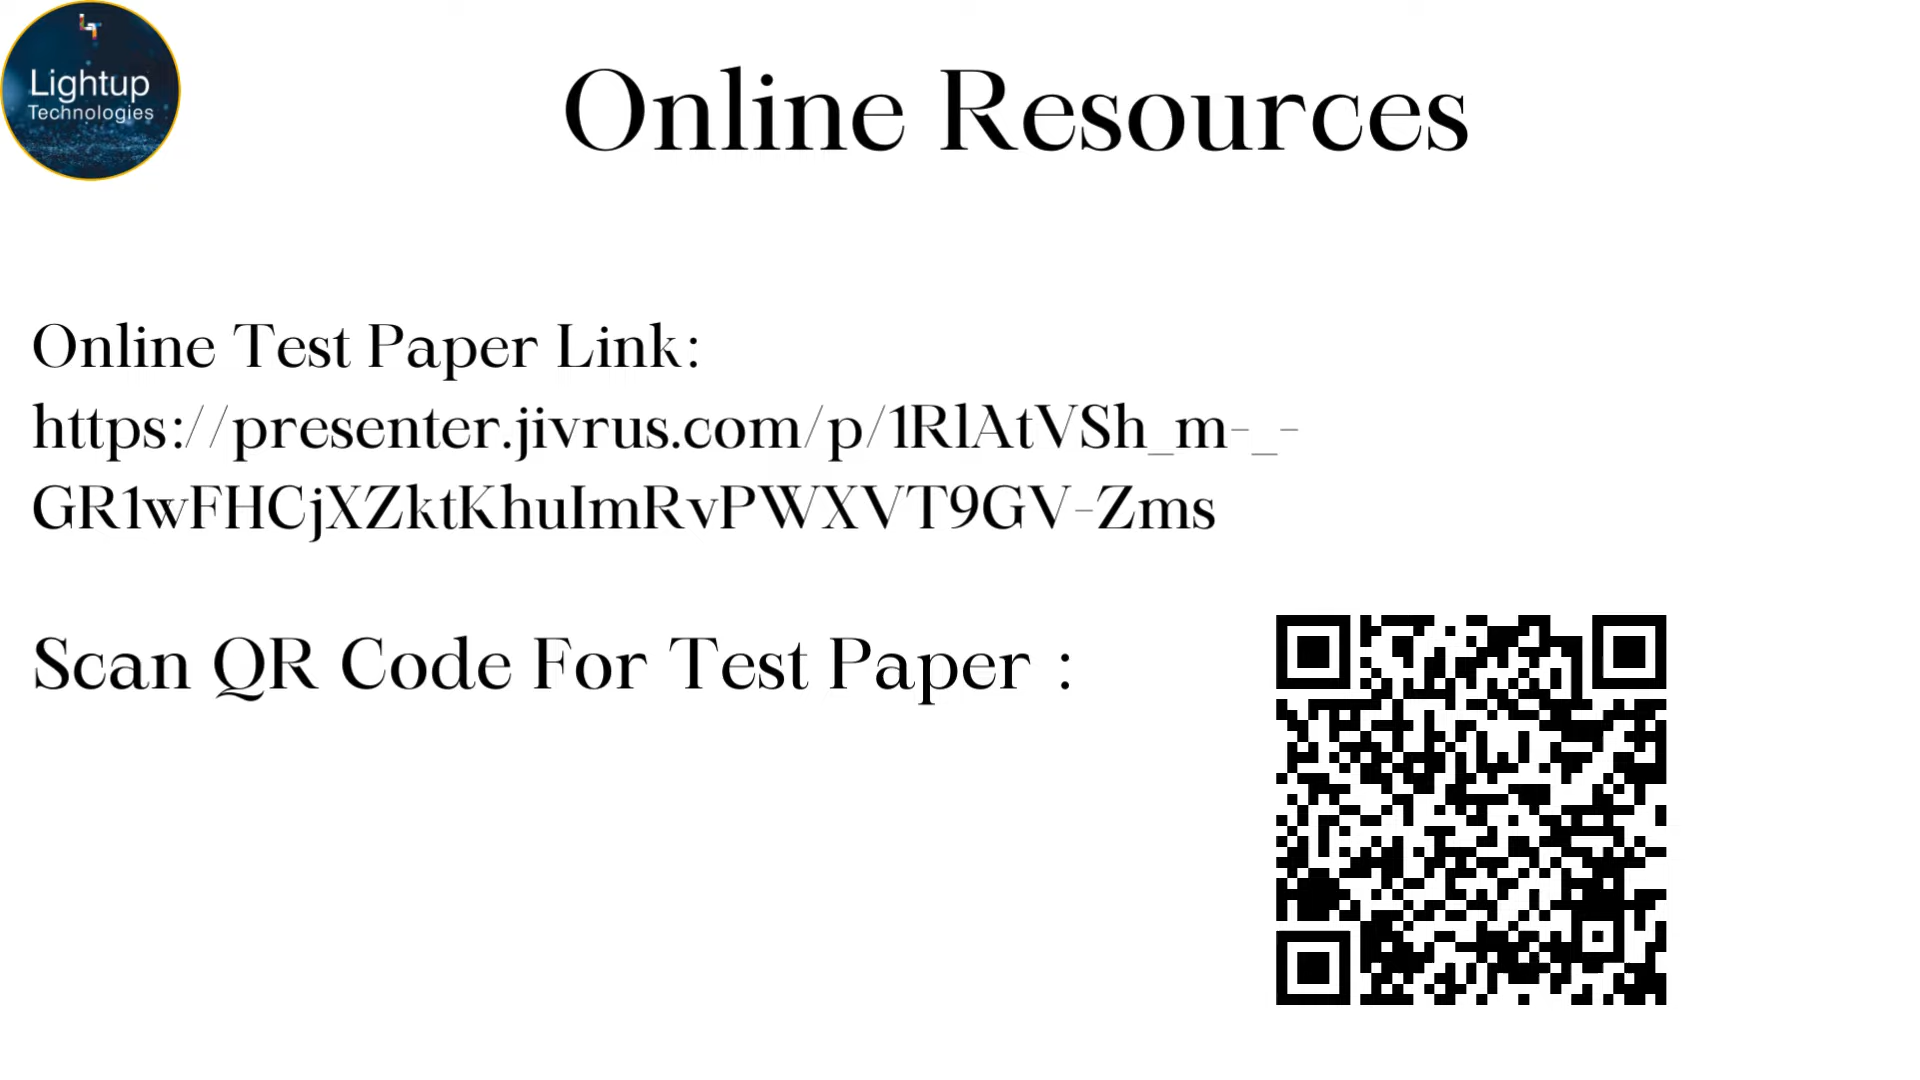 Lightup
Technologies
Online Resources
Online Test Paper Link:
https://presenter.jivrus.com/p/1RlAtVSh_m-_-
GR1wFHCjXZktKhuImRvPWXVT9GV-Zms
Scan QR Code For Test Paper :